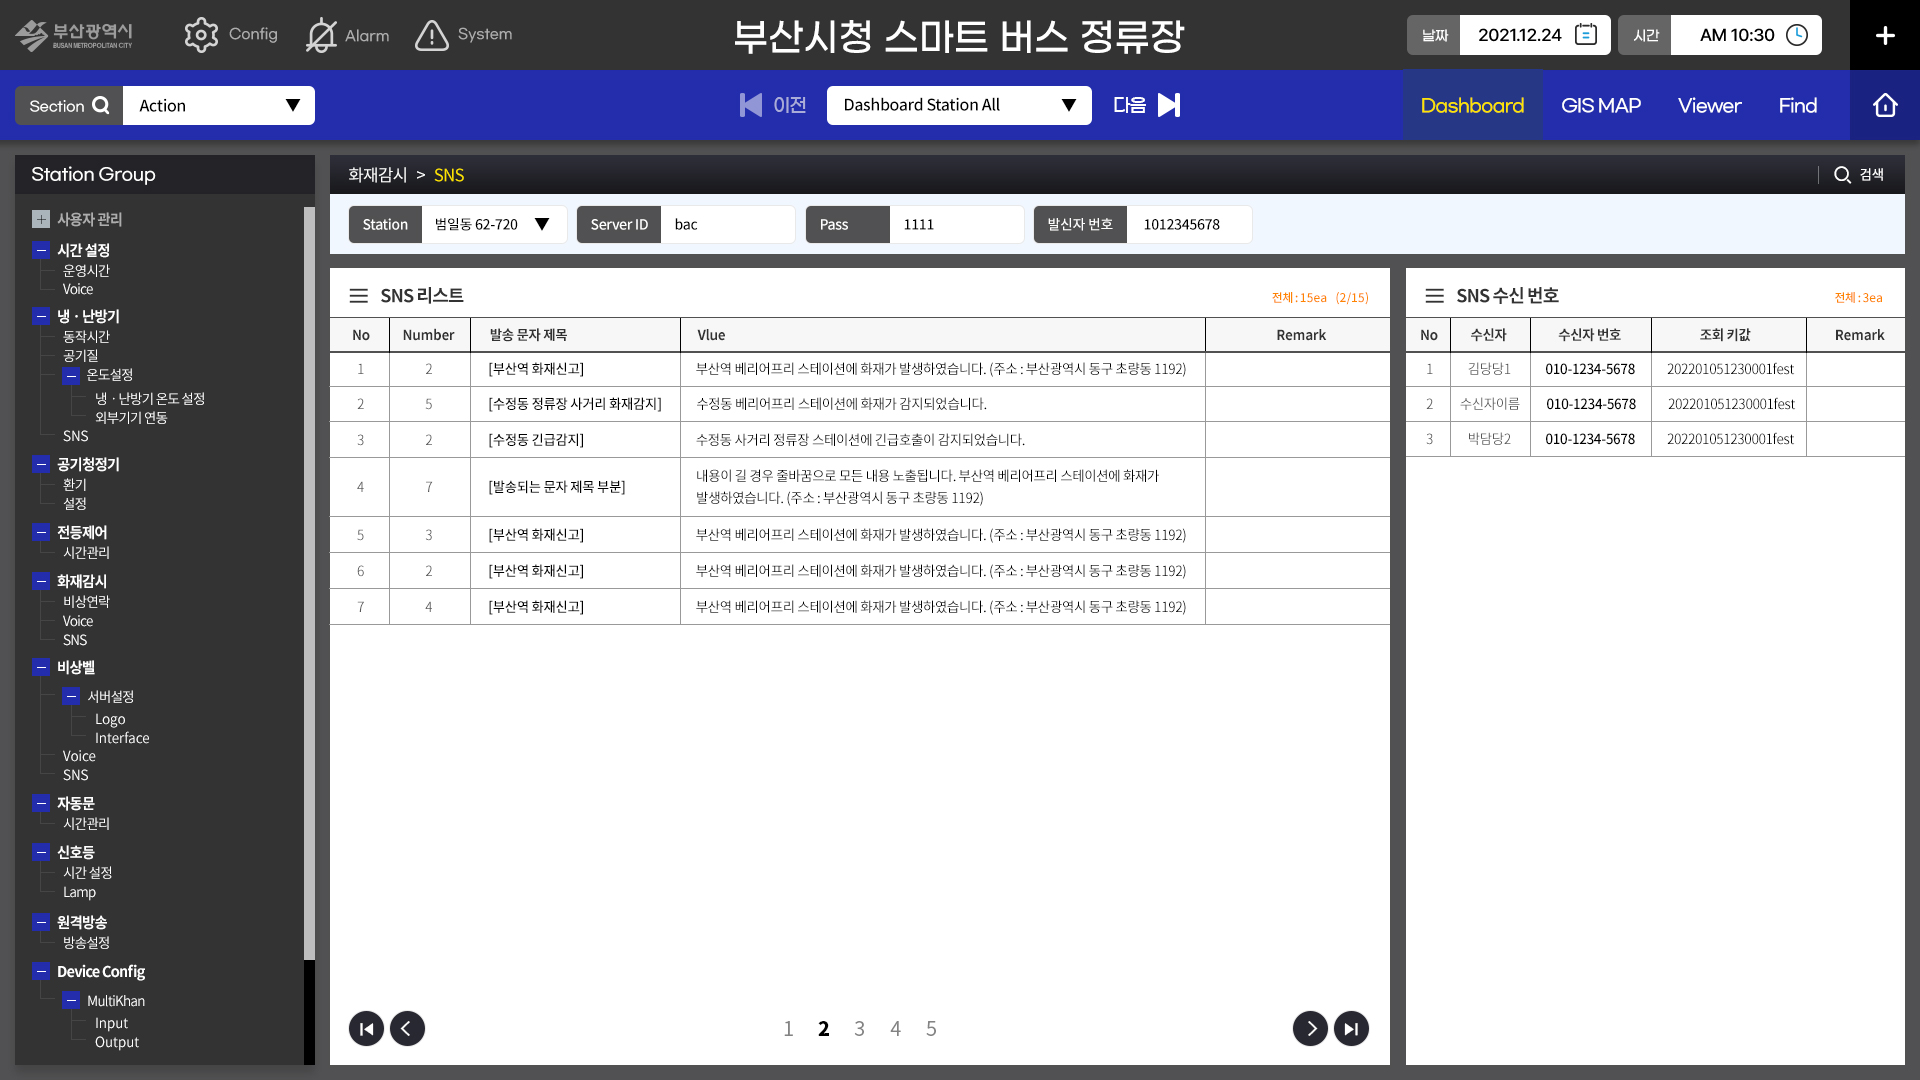 부산광역시
BUSAN METROPOLITAN CITY
Config
Alarm
System
부산시청 스마트 버스 정류장
날짜 2021.12.24
시간 AM 10:30
Section Action
이전
Dashboard Station All
다음
Dashboard
GIS MAP
Viewer
Find
Station Group
사용자 관리
시간 설정
운영시간
Voice
냉 · 난방기
동작시간
공기질
온도설정
냉 · 난방기 온도 설정
외부기기 연동
SNS
공기청정기
환기
설정
전등제어
시간관리
화재감시
비상연락
Voice
SNS
비상벨
서버설정
Logo
Interface
Voice
SNS
자동문
시간관리
신호등
시간 설정
Lamp
원격방송
방송설정
Device Config
MultiKhan
Input
Output
화재감시 > SNS
검색
Station 범일동 62-720
Server ID bac
Pass 1111
발신자 번호 1012345678
SNS 리스트
전체 : 15ea (2/15)
No Number 발송 문자 제목 Vlue Remark
1 2 [부산역 화재신고] 부산역 베리어프리 스테이션에 화재가 발생하였습니다. (주소 : 부산광역시 동구 초량동 1192)
2 5 [수정동 정류장 사거리 화재감지] 수정동 베리어프리 스테이션에 화재가 감지되었습니다.
3 2 [수정동 긴급감지] 수정동 사거리 정류장 스테이션에 긴급호출이 감지되었습니다.
4 7 [발송되는 문자 제목 부분] 내용이 길 경우 줄바꿈으로 모든 내용 노출됩니다. 부산역 베리어프리 스테이션에 화재가
발생하였습니다. (주소 : 부산광역시 동구 초량동 1192)
5 3 [부산역 화재신고] 부산역 베리어프리 스테이션에 화재가 발생하였습니다. (주소 : 부산광역시 동구 초량동 1192)
6 2 [부산역 화재신고] 부산역 베리어프리 스테이션에 화재가 발생하였습니다. (주소 : 부산광역시 동구 초량동 1192)
7 4 [부산역 화재신고] 부산역 베리어프리 스테이션에 화재가 발생하였습니다. (주소 : 부산광역시 동구 초량동 1192)
1 2 3 4 5
SNS 수신 번호
전체 : 3ea
No 수신자 수신자 번호 조회 키값 Remark
1 김당당1 010-1234-5678 202201051230001fest
2 수신자이름 010-1234-5678 202201051230001fest
3 박담당2 010-1234-5678 202201051230001fest